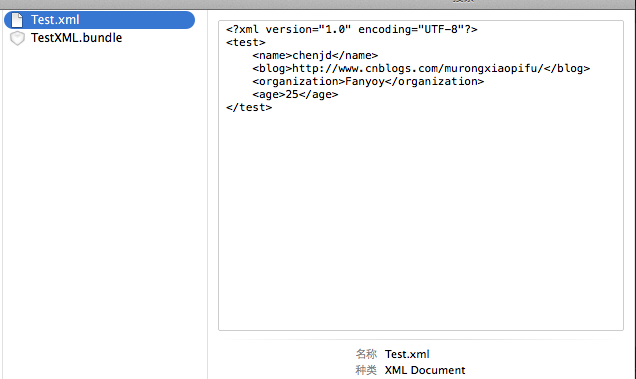 Test.xml
TestXML.bundle
<?xml version="1.0" encoding="UTF-8"?>
<test>
    <name>chenjd</name>
    <blog>http://www.cnblogs.com/murongxiaopifu/</blog>
    <organization>Fanyoy</organization>
    <age>25</age>
</test>
名称 Test.xml
种类 XML Document